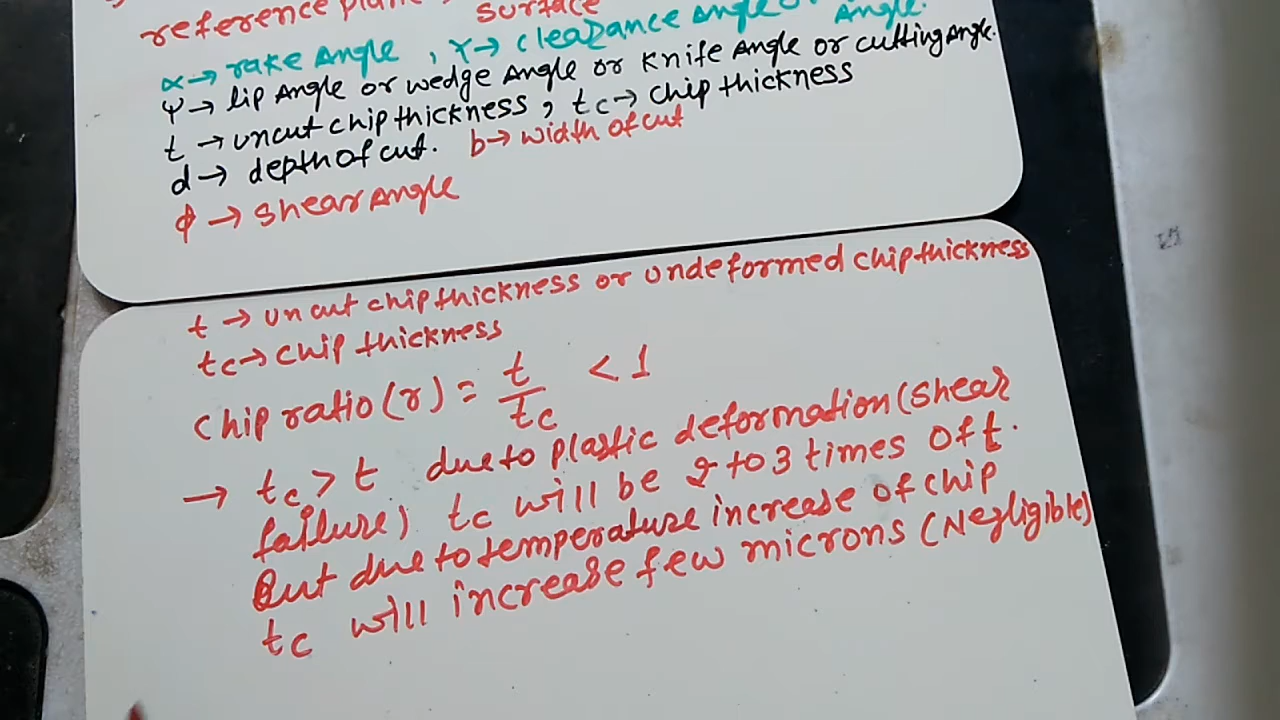 reference plane
surface
α→ rake Angle , γ→ clearance Angle or
Angle.
ψ→ lip Angle or wedge Angle or knife Angle or cutting Angle.
t → uncut chip thickness , tc→ chip thickness
d → depth of cut. b→ width of cut
ϕ → Shear Angle
t → uncut chip thickness or undeformed chip thickness
tc→ chip thickness
chip ratio (r) = t/tc < 1
→ tc > t due to plastic deformation (Shear
failure) tc will be 2 to 3 times of t.
But due to temperature increase of chip
tc will increase few microns (Negligible)